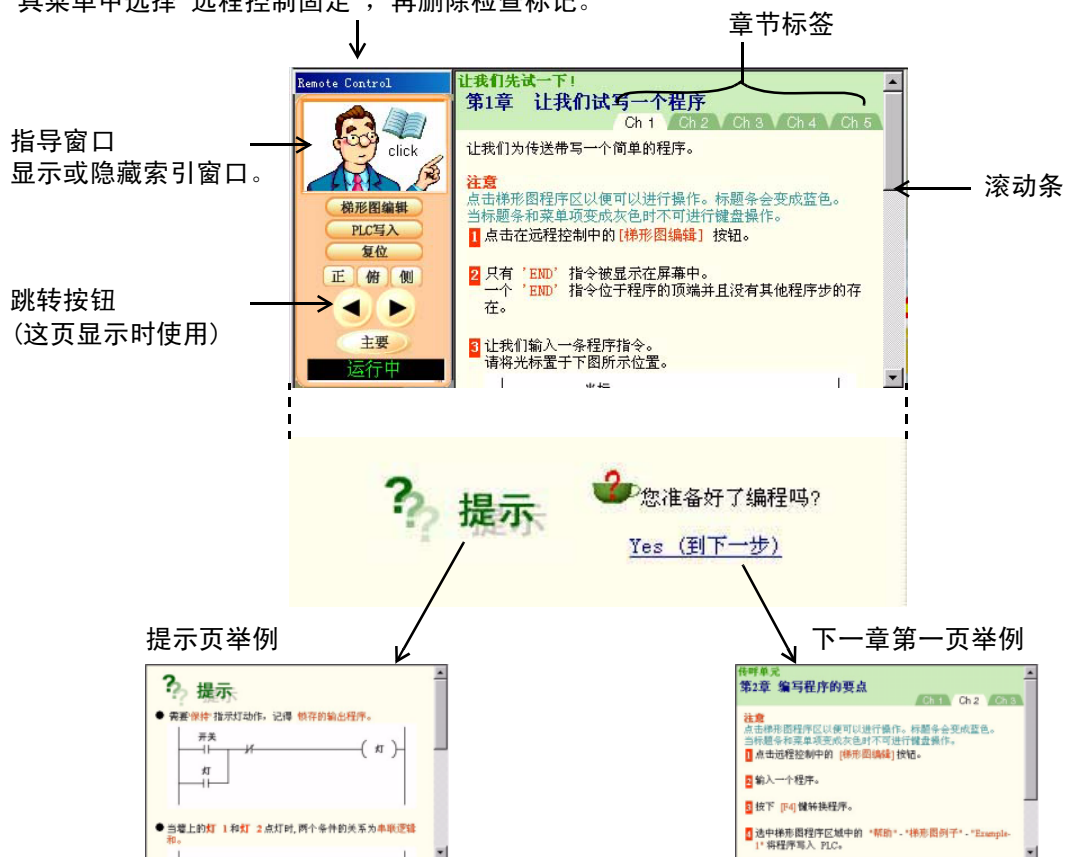 具菜单中选择“远程控制固定”，再删除检查标记。
章节标签
Remote Control
click
梯形图编辑
PLC写入
复位
正 俯 侧
主要
运行中
指导窗口
显示或隐藏索引窗口。
跳转按钮
(这页显示时使用)
让我们先试一下!
第1章 让我们试写一个程序
Ch 1 Ch 2 Ch 3 Ch 4 Ch 5
让我们为传送带写一个简单的程序。
注意
点击梯形图程序区以便可以进行操作。标题条会变成蓝色。
当标题条和菜单项变成灰色时不可进行键盘操作。
1 点击在远程控制中的[梯形图编辑] 按钮。
2 只有 'END' 指令被显示在屏幕中。
一个 'END' 指令位于程序的顶端并且没有其他程序步的存
在。
3 让我们输入一条程序指令。
请将光标置于下图所示位置。
滚动条
?? 提示
? 您准备好了编程吗?
Yes (到下一步)
提示页举例
?? 提示
● 需要'保持'指示灯动作，记得 锁存的输出程序。
开关
( 灯 )
灯
● 当墙上的灯 1 和灯 2 点灯时,两个条件的关系为串联逻辑
和。
下一章第一页举例
第2章 编写程序的要点
Ch 1 Ch 2 Ch 3
注意
点击梯形图程序区以便可以进行操作。标题条会变成蓝色。
当标题条和菜单项变成灰色时不可进行键盘操作。
1 点击远程控制中的 [梯形图编辑] 按钮。
2 输入一个程序。
3 按下 [F4] 键转换程序。
4 选中梯形图程序区域中的 "帮助" - "梯形图例子" - "Example-
1" 将程序写入 PLC。